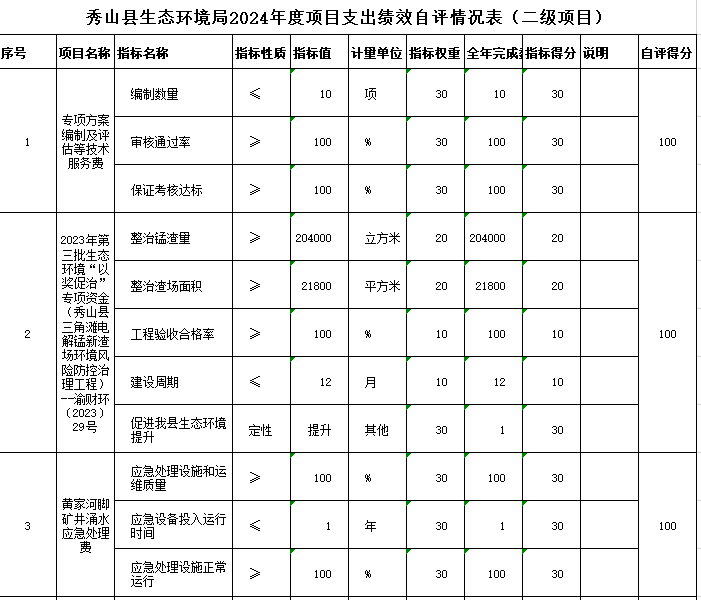 秀山县生态环境局2024年度项目支出绩效自评情况表（二级项目）
序号 项目名称 指标名称 指标性质 指标值 计量单位 指标权重 全年完成 指标得分 说明 自评得分
1
专项方案
编制及评
估等技术
服务费
编制数量 ≤ 10 项 30 10 30
审核通过率 ≥ 100 % 30 100 30
保证考核达标 ≥ 100 % 30 100 30
100
2
2023年第
三批生态
环境“以
奖促治”
专项资金
（秀山县
三角滩电
解锰新渣
场环境风
险防控治
理工程）
--渝财环
（2023）
29号
整治锰渣量 ≥ 204000 立方米 20 204000 20
整治渣场面积 ≥ 21800 平方米 20 21800 20
工程验收合格率 ≥ 100 % 10 100 10
建设周期 ≤ 12 月 10 12 10
促进我县生态环境
提升
定性 提升 其他 30 1 30
100
3
黄家河脚
矿井涌水
应急处理
费
应急处理设施和运
维质量
≥ 100 % 30 100 30
应急设备投入运行
时间
≤ 1 年 30 1 30
应急处理设施正常
运行
≥ 100 % 30 100 30
100